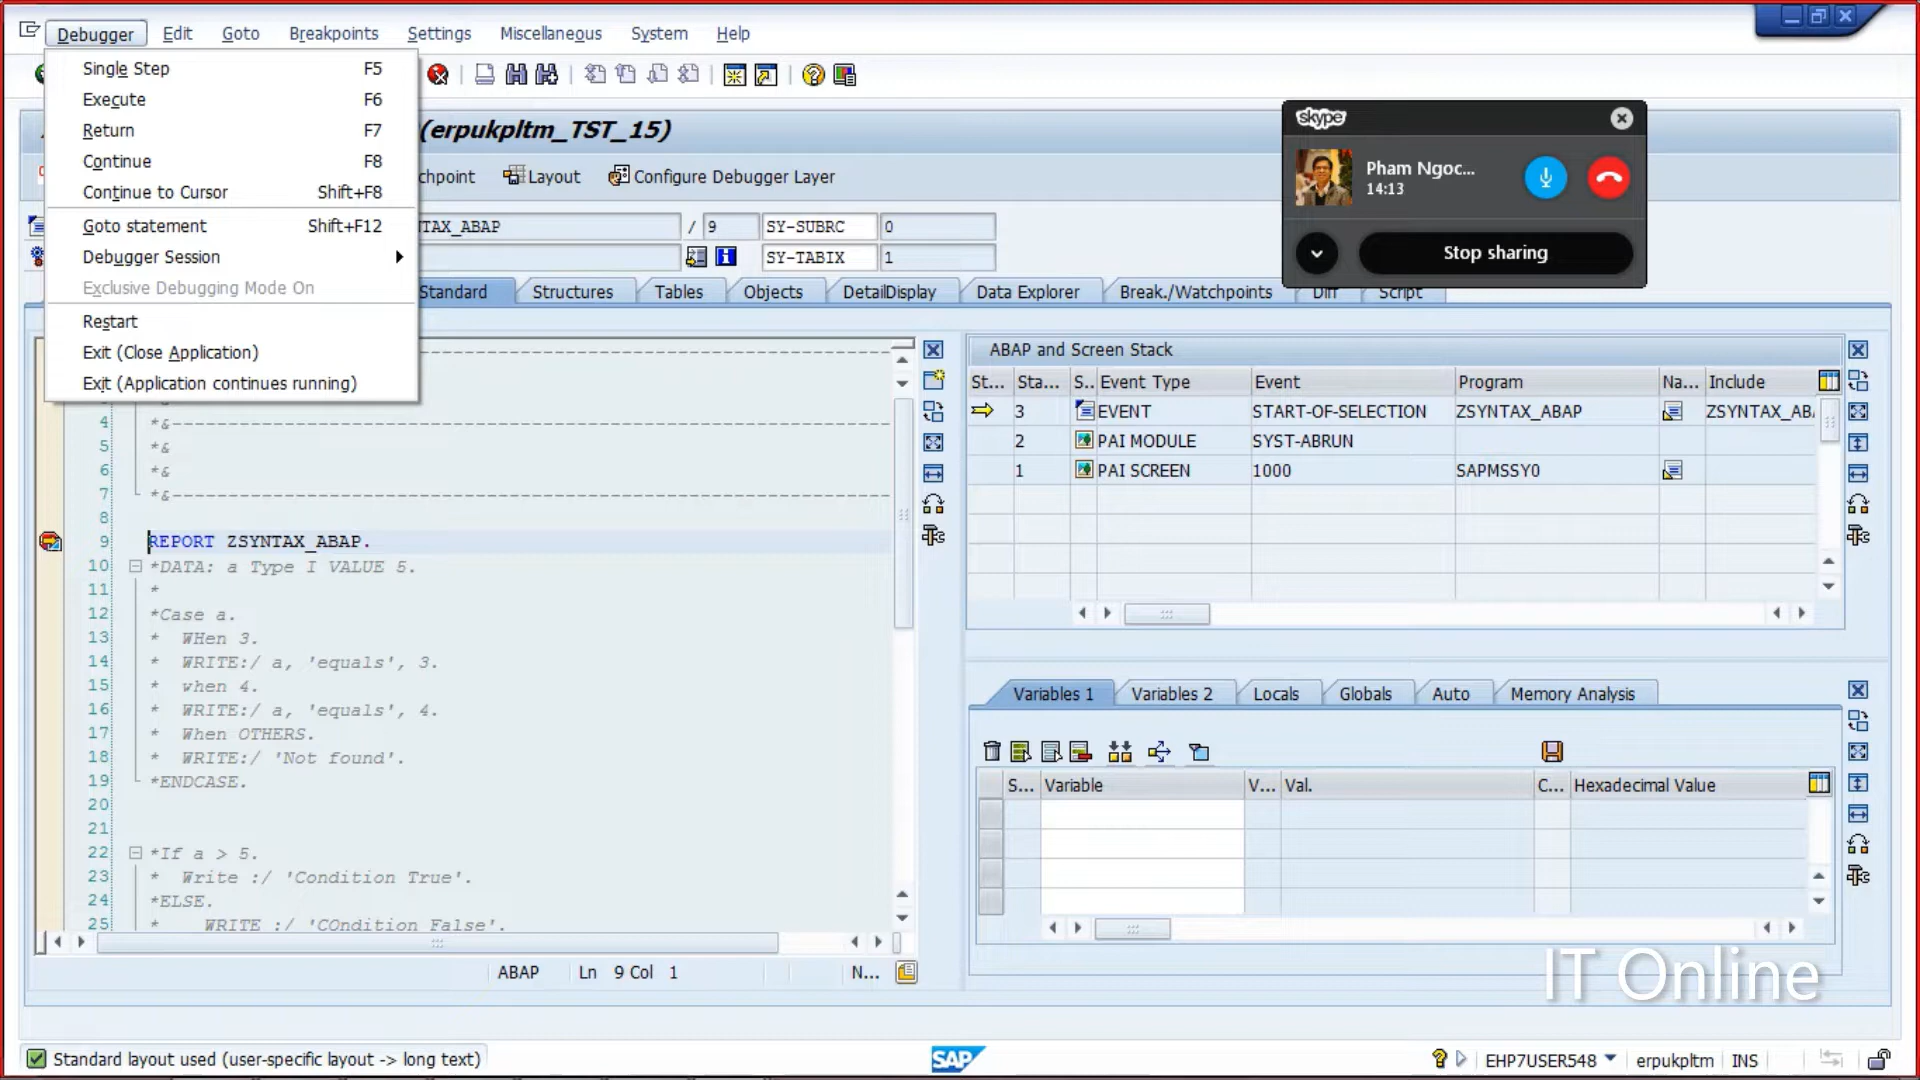 Debugger Edit Goto Breakpoints Settings Miscellaneous System Help
Single Step F5
Execute F6
Return F7
Continue F8
Continue to Cursor Shift+F8
Goto statement Shift+F12
Debugger Session
Exclusive Debugging Mode On
Restart
Exit (Close Application)
Exit (Application continues running)
(erpukpltm_TST_15)
chpoint Layout Configure Debugger Layer
NTAX_ABAP / 9 SY-SUBRC 0
SY-TABIX 1
Standard Structures Tables Objects DetailDisplay Data Explorer Break./Watchpoints Diff Script
skype
Pham Ngoc...
14:13
Stop sharing
4 *&---------------------------------------------------------------------
5 *&
6 *&
7 *&---------------------------------------------------------------------
8
9 REPORT ZSYNTAX_ABAP.
10 *DATA: a Type I VALUE 5.
11 *
12 *Case a.
13 * WHen 3.
14 * WRITE:/ a, 'equals', 3.
15 * when 4.
16 * WRITE:/ a, 'equals', 4.
17 * When OTHERS.
18 * WRITE:/ 'Not found'.
19 *ENDCASE.
20
21
22 *If a > 5.
23 * Write :/ 'Condition True'.
24 *ELSE.
25 * WRITE :/ 'COndition False'.
ABAP Ln 9 Col 1 N...
ABAP and Screen Stack
St... Sta... S.. Event Type Event Program Na... Include
3 EVENT START-OF-SELECTION ZSYNTAX_ABAP ZSYNTAX_ABA
2 PAI MODULE SYST-ABRUN
1 PAI SCREEN 1000 SAPMSSY0
Variables 1 Variables 2 Locals Globals Auto Memory Analysis
S... Variable V... Val. C... Hexadecimal Value
IT Online
Standard layout used (user-specific layout -> long text)
SAP
EHP7USER548 erpukpltm INS